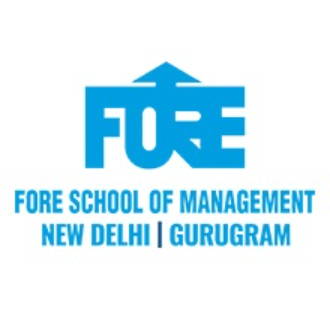 FORE
FORE SCHOOL OF MANAGEMENT
NEW DELHI | GURUGRAM